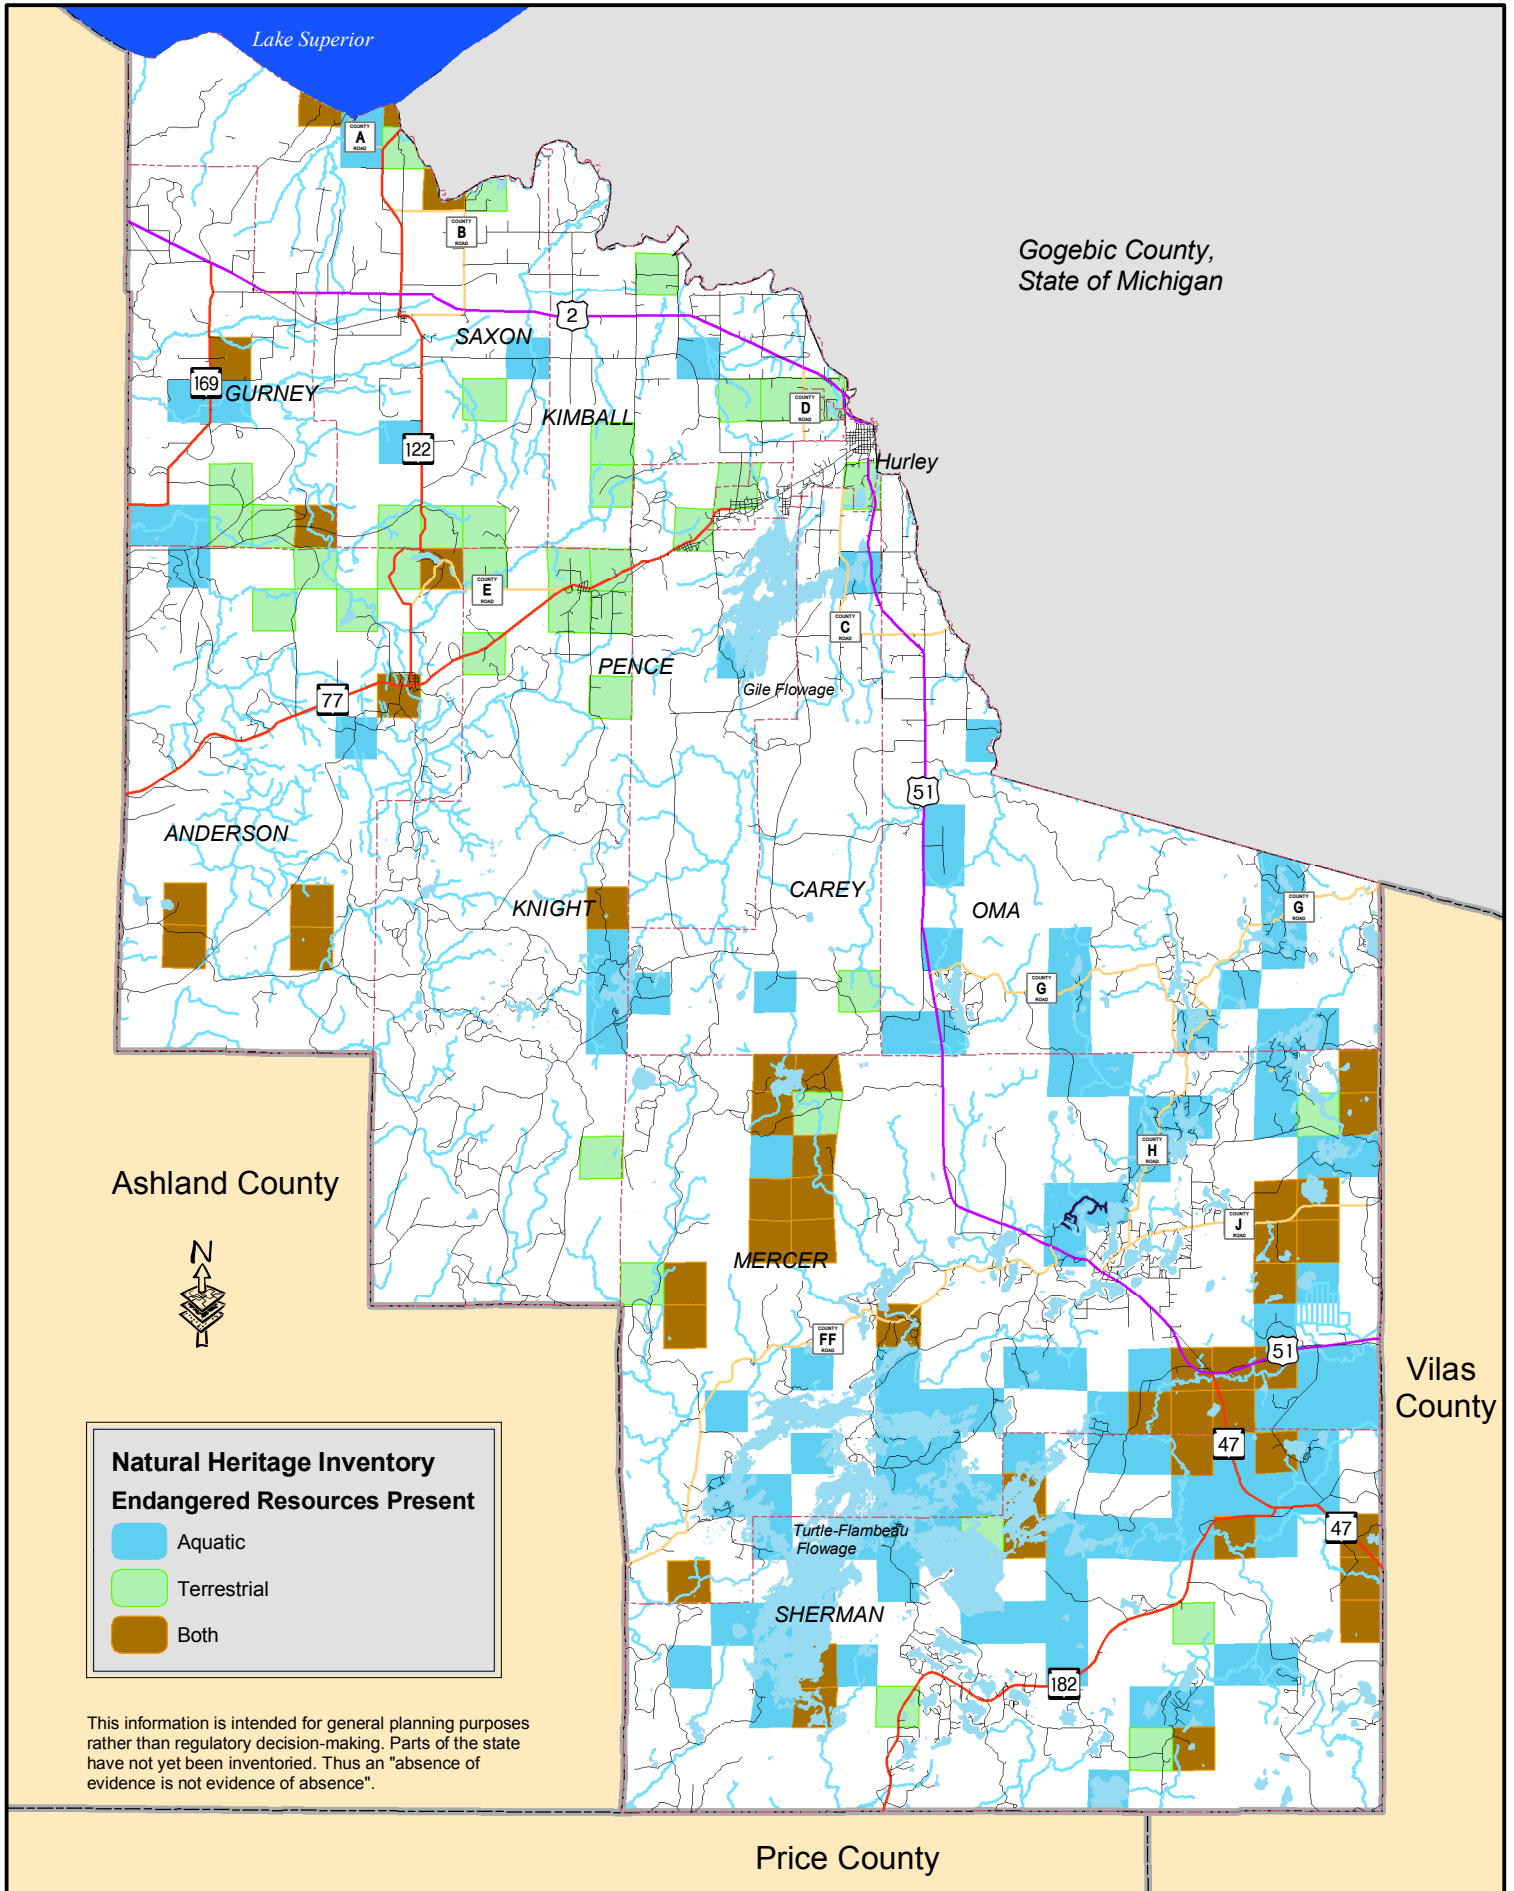 Lake Superior
COUNTY
A
ROAD
COUNTY
B
ROAD
Gogebic County,
State of Michigan
2
SAXON
169
GURNEY
COUNTY
D
ROAD
KIMBALL
122
Hurley
COUNTY
E
ROAD
COUNTY
C
ROAD
PENCE
Gile Flowage
77
51
ANDERSON
CAREY
KNIGHT
OMA
COUNTY
G
ROAD
COUNTY
G
ROAD
COUNTY
H
ROAD
Ashland County
COUNTY
J
ROAD
N
MERCER
COUNTY
FF
ROAD
51
Vilas
County
47
Natural Heritage Inventory
Endangered Resources Present
Aquatic
Terrestrial
Both
47
Turtle-Flambeau
Flowage
SHERMAN
182
This information is intended for general planning purposes
rather than regulatory decision-making. Parts of the state
have not yet been inventoried. Thus an "absence of
evidence is not evidence of absence".
Price County